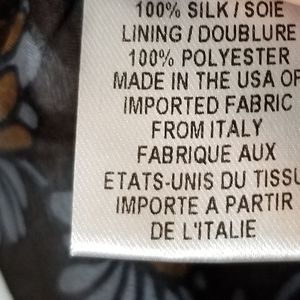 100% SILK / SOIE
LINING / DOUBLURE
100% POLYESTER
MADE IN THE USA OF
IMPORTED FABRIC
FROM ITALY
FABRIQUE AUX
ETATS-UNIS DU TISSU
IMPORTE A PARTIR
DE L'ITALIE